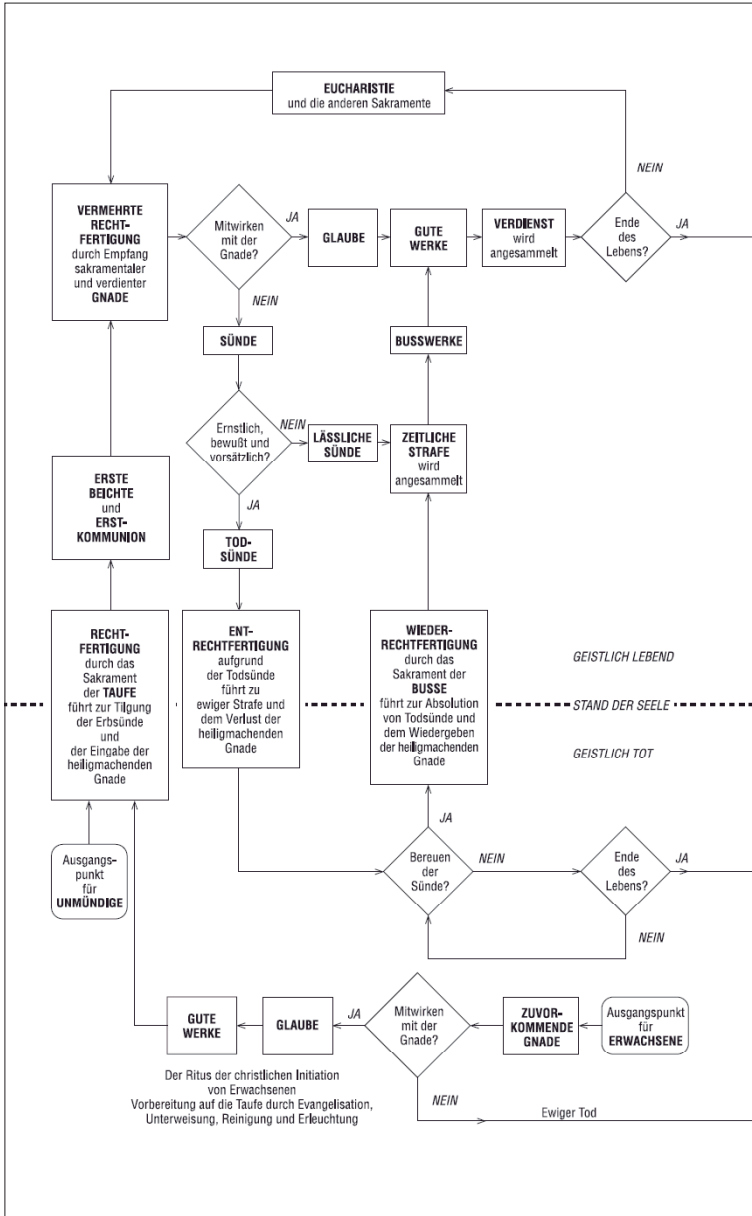 EUCHARISTIE
und die anderen Sakramente
NEIN
VERMEHRTE
RECHT-
FERTIGUNG
durch Empfang
sakramentaler
und verdienter
GNADE
Mitwirken
mit der
Gnade?
JA
GLAUBE
GUTE
WERKE
VERDIENST
wird
angesammelt
Ende
des
Lebens?
JA
NEIN
SÜNDE
BUSSWERKE
Ernstlich,
bewußt und
vorsätzlich?
NEIN
LÄSSLICHE
SÜNDE
ZEITLICHE
STRAFE
wird
angesammelt
ERSTE
BEICHTE
und
ERST-
KOMMUNION
JA
TOD-
SÜNDE
RECHT-
FERTIGUNG
durch das
Sakrament
der TAUFE
führt zur Tilgung
der Erbsünde
und
der Eingabe der
heiligmachenden
Gnade
ENT-
RECHTFERTIGUNG
aufgrund
der Todsünde
führt zu
ewiger Strafe und
dem Verlust der
heiligmachenden
Gnade
WIEDER-
RECHTFERTIGUNG
durch das
Sakrament der
BUSSE
führt zur Absolution
von Todsünde und
dem Wiedergeben
der heiligmachenden
Gnade
GEISTLICH LEBEND
STAND DER SEELE
GEISTLICH TOT
JA
Ausgangs-
punkt
für
UNMÜNDIGE
Bereuen
der
Sünde?
NEIN
Ende
des
Lebens?
JA
NEIN
GUTE
WERKE
GLAUBE
JA
Mitwirken
mit der
Gnade?
ZUVOR-
KOMMENDE
GNADE
Ausgangspunkt
für
ERWACHSENE
Der Ritus der christlichen Initiation
von Erwachsenen
Vorbereitung auf die Taufe durch Evangelisation,
Unterweisung, Reinigung und Erleuchtung
NEIN
Ewiger Tod